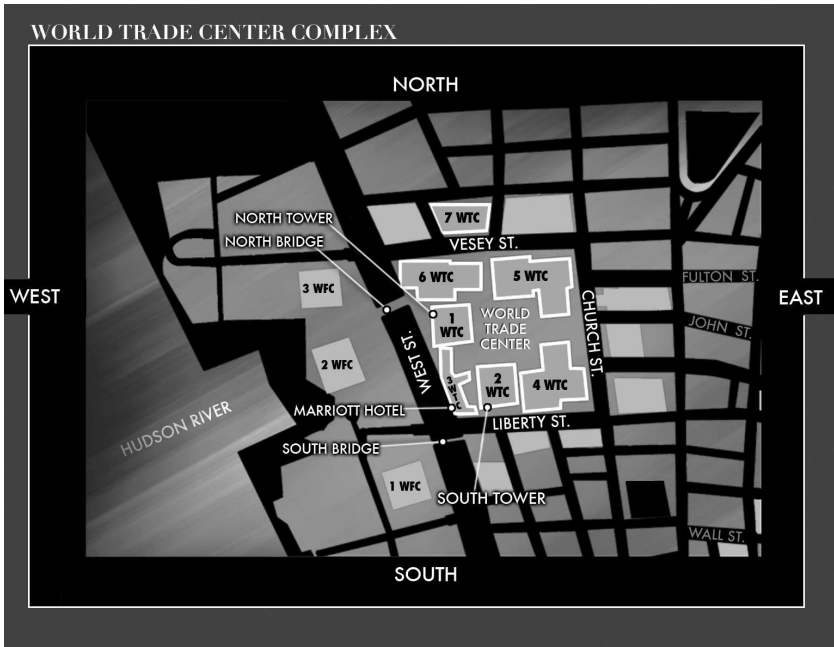 WORLD TRADE CENTER COMPLEX
NORTH
7 WTC
NORTH TOWER
NORTH BRIDGE
VESEY ST.
6 WTC
5 WTC
FULTON ST.
3 WFC
WEST
EAST
1
WTC
WORLD
TRADE
CENTER
CHURCH ST.
JOHN ST.
WEST ST.
2 WFC
3 WTC
2
WTC
4 WTC
MARRIOTT HOTEL
HUDSON RIVER
LIBERTY ST.
SOUTH BRIDGE
1 WFC
SOUTH TOWER
WALL ST.
SOUTH